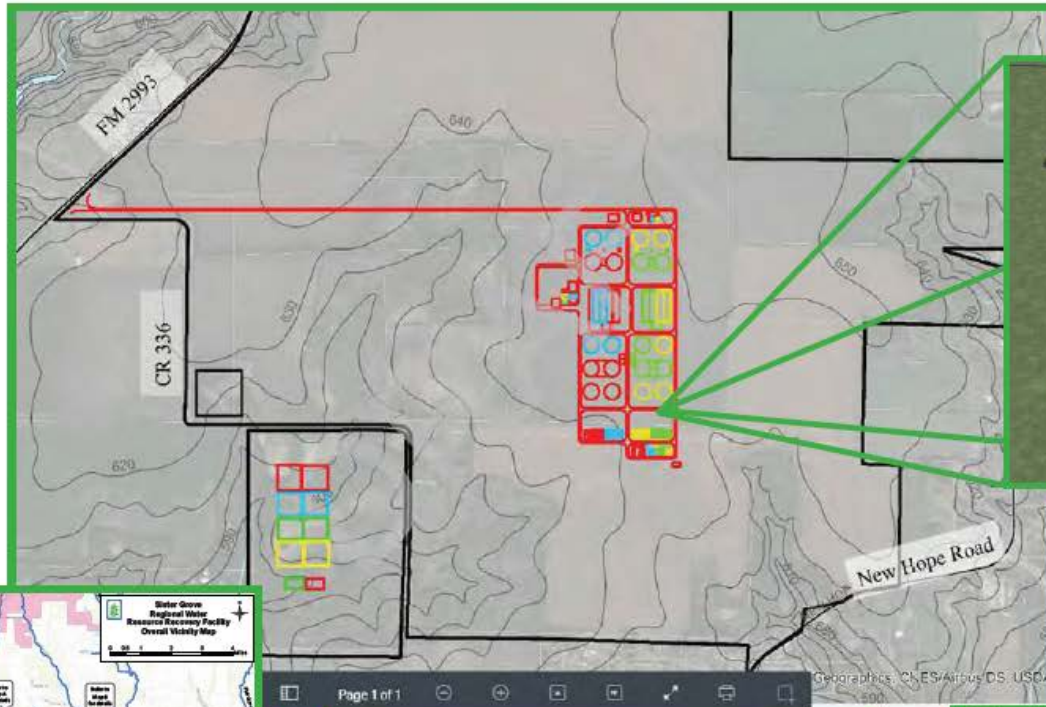 FM 2993
640
CR 336
630
650
640
620
New Hope Road
590
Sister Grove
Regional Water
Resource Recovery Facility
Overall Vicinity Map
Page 1 of 1
Geographics, CNES/Airbus DS, USDA